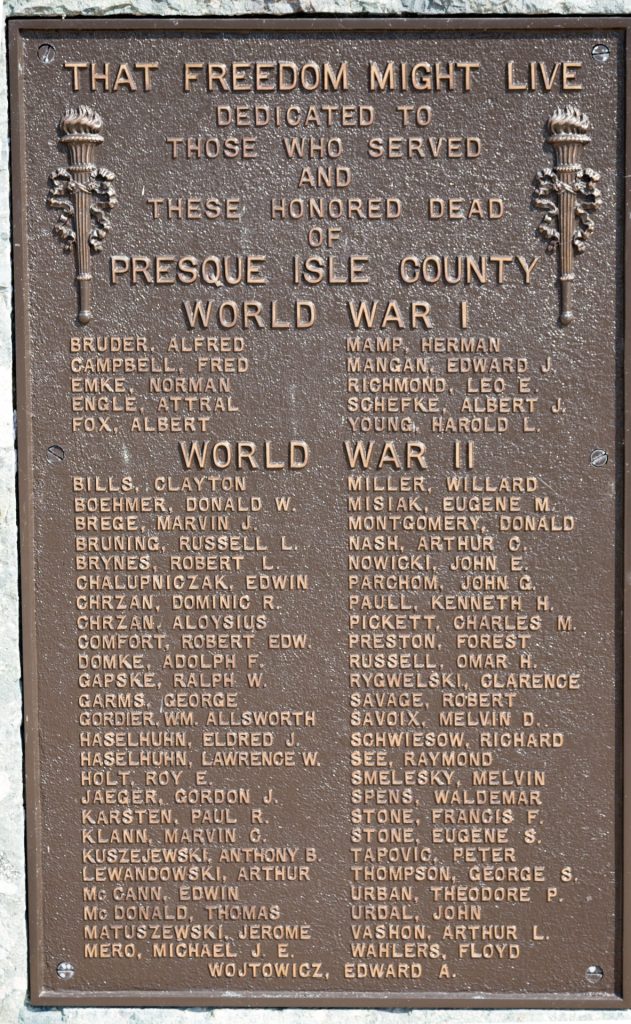 THAT FREEDOM MIGHT LIVE
DEDICATED TO
THOSE WHO SERVED
AND
THESE HONORED DEAD
OF
PRESQUE ISLE COUNTY
WORLD WAR I
BRUDER, ALFRED
CAMPBELL, FRED
EMKE, NORMAN
ENGLE, ATTRAL
FOX, ALBERT
MAMP, HERMAN
MANGAN, EDWARD J.
RICHMOND, LEO E.
SCHEFKE, ALBERT J.
YOUNG, HAROLD L.
WORLD WAR II
BILLS, CLAYTON
BOEHMER, DONALD W.
BREGE, MARVIN J.
BRUNING, RUSSELL L.
BRYNES, ROBERT L.
CHALUPNICZAK, EDWIN
CHRZAN, DOMINIC R.
CHRZAN, ALOYSIUS
COMFORT, ROBERT EDW.
DOMKE, ADOLPH F.
GAPSKE, RALPH W.
GARMS, GEORGE
GORDIER, WM. ALLSWORTH
HASELHUHN, ELDRED J.
HASELHUHN, LAWRENCE W.
HOLT, ROY E.
JAEGER, GORDON J.
KARSTEN, PAUL R.
KLANN, MARVIN C.
KUSZEJEWSKI, ANTHONY B.
LEWANDOWSKI, ARTHUR
Mc CANN, EDWIN
Mc DONALD, THOMAS
MATUSZEWSKI, JEROME
MERO, MICHAEL J. E.
MILLER, WILLARD
MISIAK, EUGENE M.
MONTGOMERY, DONALD
NASH, ARTHUR C.
NOWICKI, JOHN E.
PARCHOM, JOHN G.
PAULL, KENNETH H.
PICKETT, CHARLES M.
PRESTON, FOREST
RUSSELL, OMAR H.
RYGWELSKI, CLARENCE
SAVAGE, ROBERT
SAVOIX, MELVIN D.
SCHWIESOW, RICHARD
SEE, RAYMOND
SMELESKY, MELVIN
SPENS, WALDEMAR
STONE, FRANCIS F.
STONE, EUGENE S.
TAPOVIC, PETER
THOMPSON, GEORGE S.
URBAN, THEODORE P.
URDAL, JOHN
VASHON, ARTHUR L.
WAHLERS, FLOYD
WOJTOWICZ, EDWARD A.